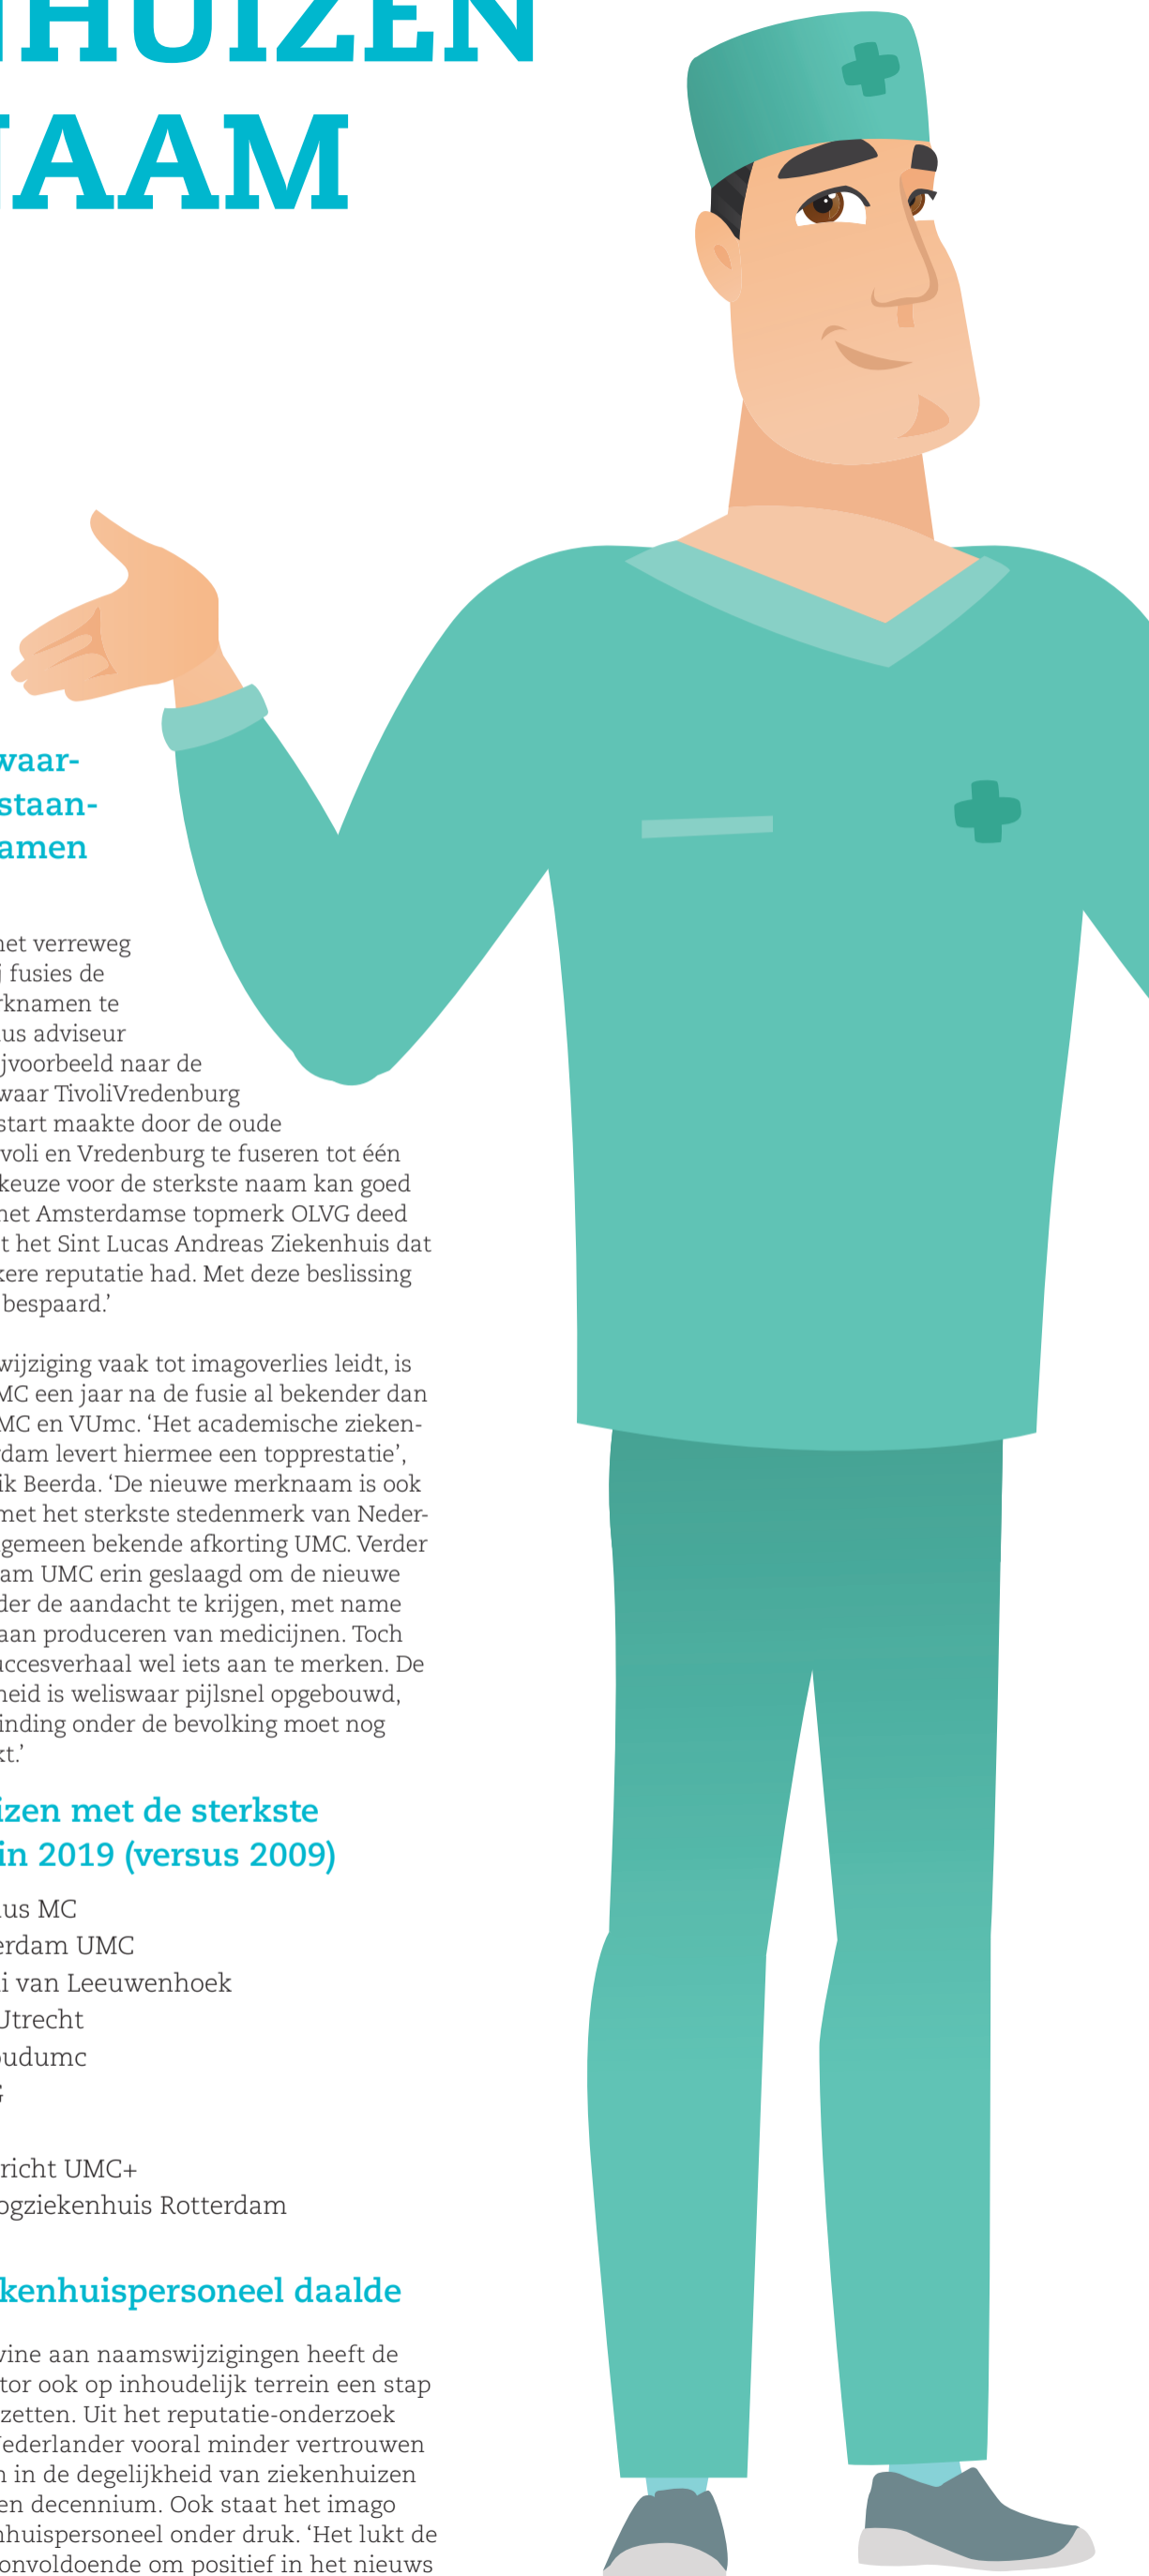 NHUIZEN
NAAM
waar-
staan-
amen
het verreweg
j fusies de
rknamen te
us adviseur
jvoorbeeld naar de
waar TivoliVredenburg
start maakte door de oude
voli en Vredenburg te fuseren tot één
keuze voor de sterkste naam kan goed
het Amsterdamse topmerk OLVG deed
t het Sint Lucas Andreas Ziekenhuis dat
kere reputatie had. Met deze beslissing
bespaard.’
wijziging vaak tot imagoverlies leidt, is
MC een jaar na de fusie al bekender dan
MC en VUmc. ‘Het academische zieken-
rdam levert hiermee een topprestatie’,
ik Beerda. ‘De nieuwe merknaam is ook
met het sterkste stedenmerk van Neder-
lgemeen bekende afkorting UMC. Verder
am UMC erin geslaagd om de nieuwe
der de aandacht te krijgen, met name
aan produceren van medicijnen. Toch
uccesverhaal wel iets aan te merken. De
heid is weliswaar pijlsnel opgebouwd,
inding onder de bevolking moet nog
kt.’
izen met de sterkste
in 2019 (versus 2009)
us MC
erdam UMC
i van Leeuwenhoek
Utrecht
oudumc
G
richt UMC+
ogziekenhuis Rotterdam
kenhuispersoneel daalde
vine aan naamswijzigingen heeft de
tor ook op inhoudelijk terrein een stap
zetten. Uit het reputatie-onderzoek
Nederlander vooral minder vertrouwen
n in de degelijkheid van ziekenhuizen
en decennium. Ook staat het imago
nhuispersoneel onder druk. ‘Het lukt de
onvoldoende om positief in het nieuws